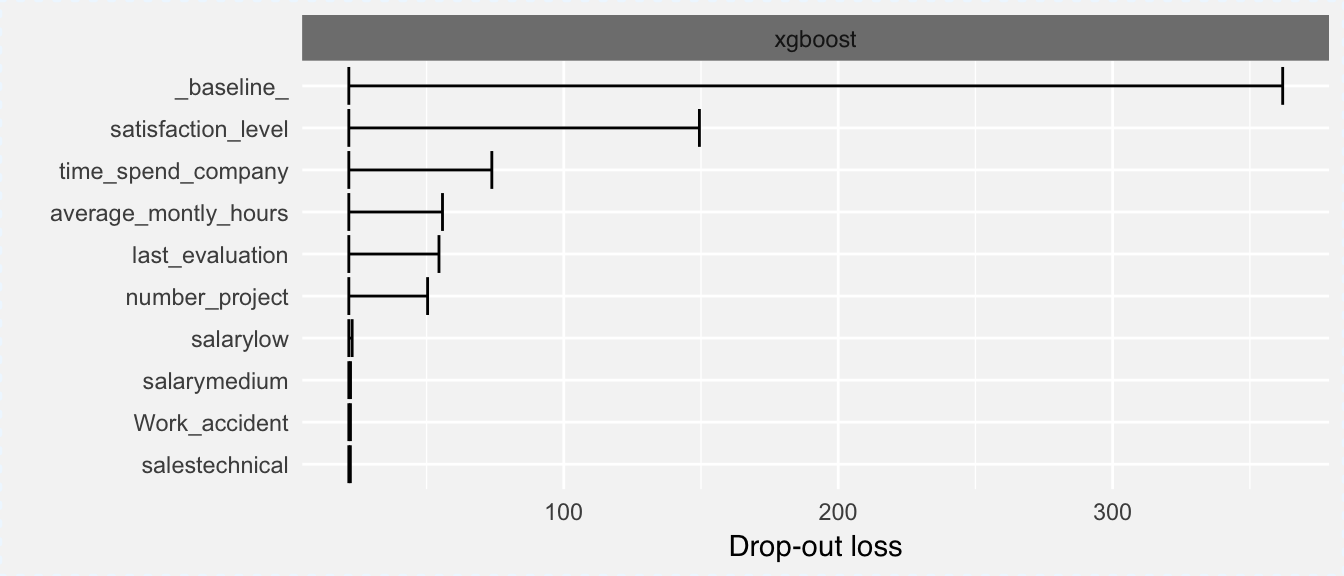 xgboost
_baseline_
satisfaction_level
time_spend_company
average_montly_hours
last_evaluation
number_project
salarylow
salarymedium
Work_accident
salestechnical
100 200 300
Drop-out loss